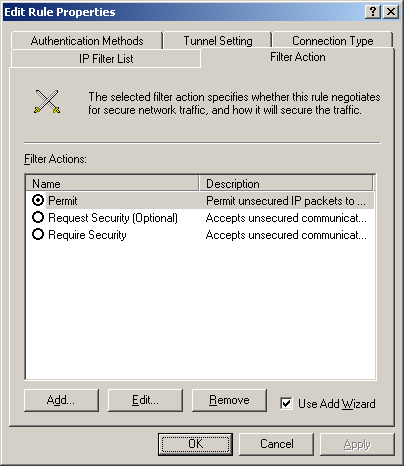 Edit Rule Properties
Authentication Methods Tunnel Setting Connection Type
IP Filter List Filter Action
The selected filter action specifies whether this rule negotiates
for secure network traffic, and how it will secure the traffic.
Filter Actions:
Name Description
Permit Permit unsecured IP packets to ...
Request Security (Optional) Accepts unsecured communicat...
Require Security Accepts unsecured communicat...
Add... Edit... Remove Use Add Wizard
OK Cancel Apply